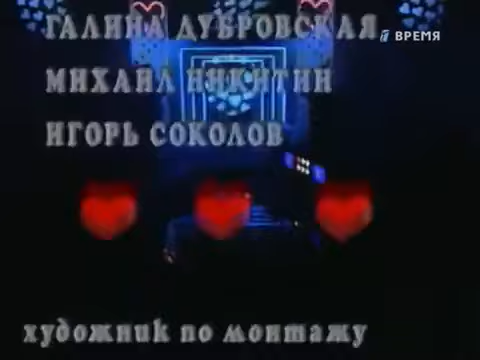 ГАЛИНА ДУБРОВСКАЯ
ВРЕМЯ
МИХАИЛ НИКИТИН
ИГОРЬ СОКОЛОВ
художник по монтажу